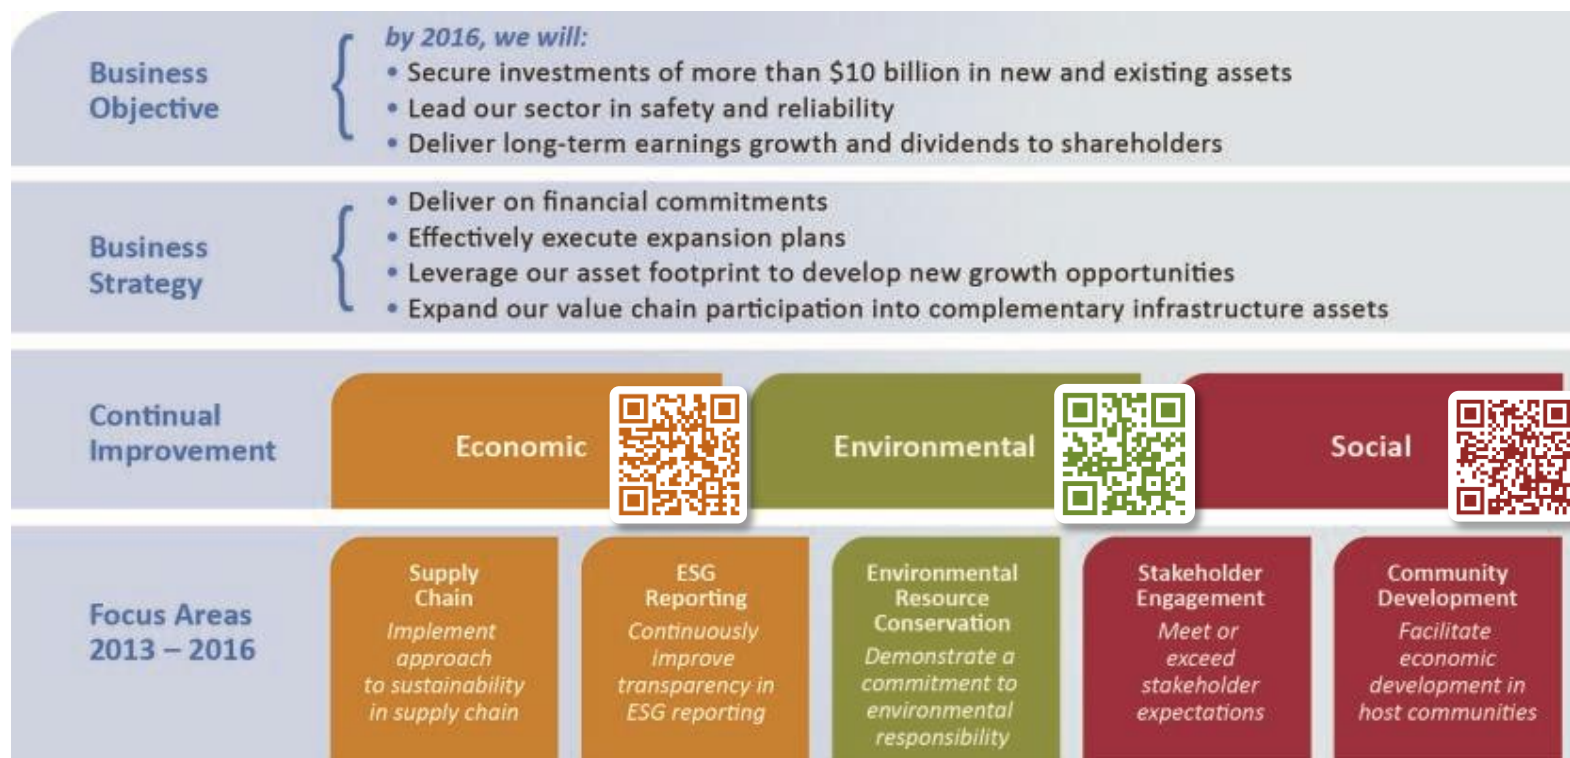 Business
Objective
by 2016, we will:
• Secure investments of more than $10 billion in new and existing assets
• Lead our sector in safety and reliability
• Deliver long-term earnings growth and dividends to shareholders
Business
Strategy
• Deliver on financial commitments
• Effectively execute expansion plans
• Leverage our asset footprint to develop new growth opportunities
• Expand our value chain participation into complementary infrastructure assets
Continual
Improvement
Economic
Environmental
Social
Focus Areas
2013 – 2016
Supply
Chain
Implement
approach
to sustainability
in supply chain
ESG
Reporting
Continuously
improve
transparency in
ESG reporting
Environmental
Resource
Conservation
Demonstrate a
commitment to
environmental
responsibility
Stakeholder
Engagement
Meet or
exceed
stakeholder
expectations
Community
Development
Facilitate
economic
development in
host communities